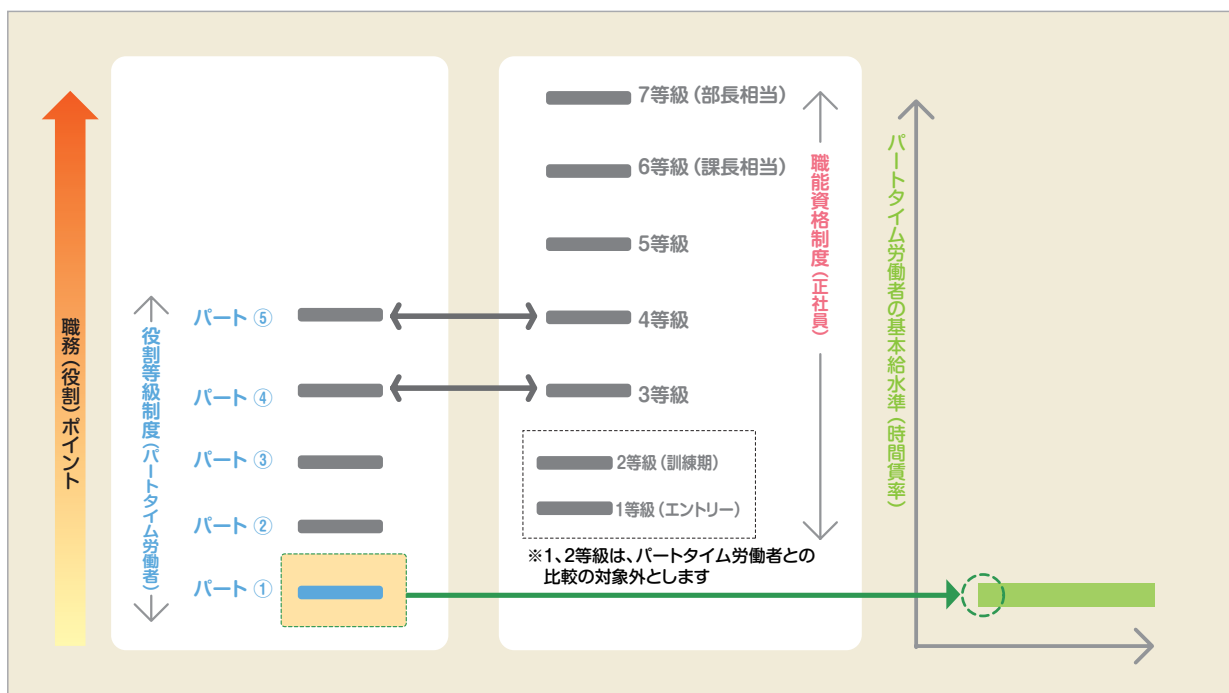 職務(役割)ポイント
役割等級制度(パートタイム労働者)
パート ⑤
パート ④
パート ③
パート ②
パート ①
7等級(部長相当)
6等級(課長相当)
5等級
4等級
3等級
2等級(訓練期)
1等級(エントリー)
※1、2等級は、パートタイム労働者との
比較の対象外とします
職能資格制度(正社員)
パートタイム労働者の基本給水準(時間賃率)